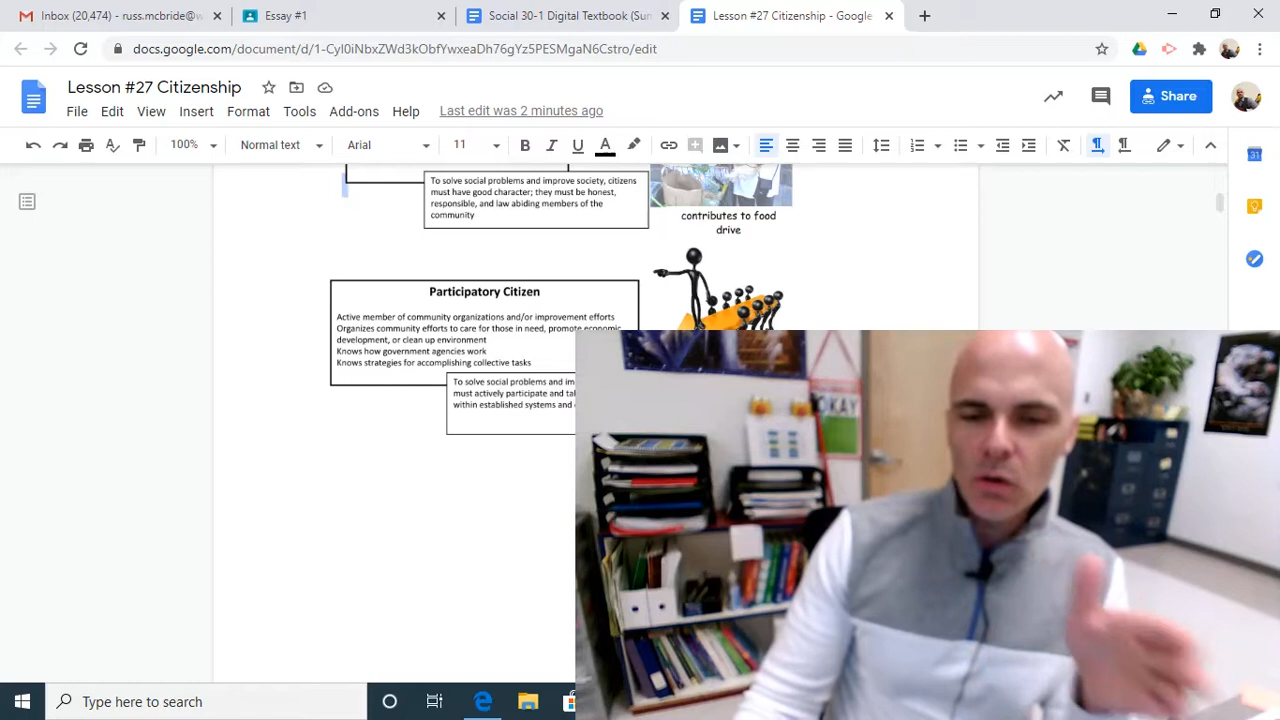 Inbox (20,474) - russ.mcbride@w
Essay #1
Social 30-1 Digital Textbook (Sum
Lesson #27 Citizenship - Google
docs.google.com/document/d/1-CyI0iNbxZWd3kObfYwxeaDh76gYz5PESMgaN6Cstro/edit
Lesson #27 Citizenship
File Edit View Insert Format Tools Add-ons Help Last edit was 2 minutes ago
Share
100% Normal text Arial 11 B I U A
31
To solve social problems and improve society, citizens
must have good character; they must be honest,
responsible, and law abiding members of the
community
contributes to food
drive
Participatory Citizen
Active member of community organizations and/or improvement efforts
Organizes community efforts to care for those in need, promote economic
development, or clean up environment
Knows how government agencies work
Knows strategies for accomplishing collective tasks
To solve social problems and im
must actively participate and tak
within established systems and
OKAY
Type here to search